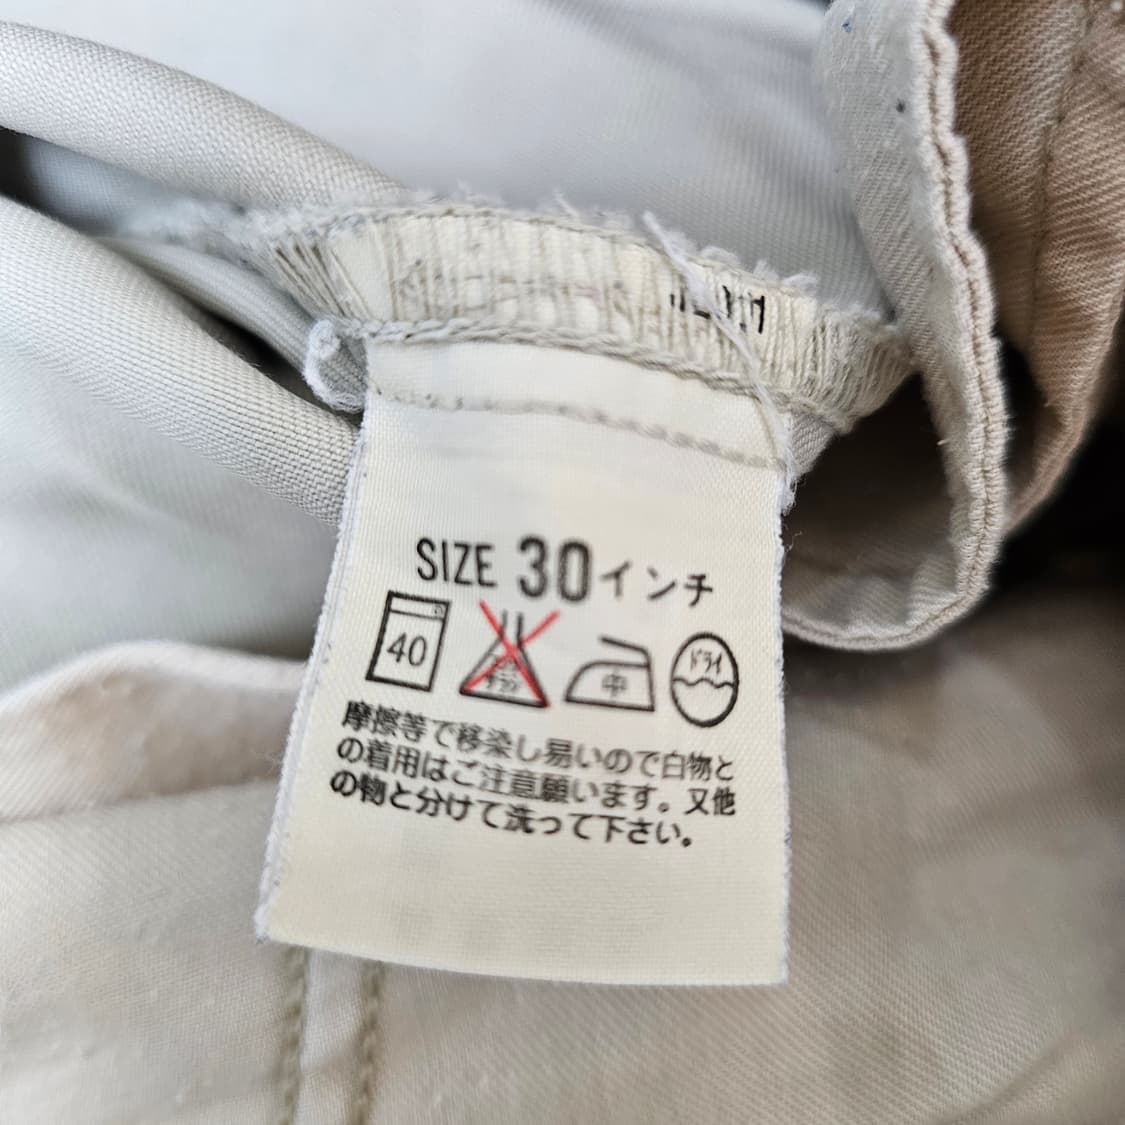 SIZE 30インチ
40
中
ドライ
摩擦等で移染し易いので白物と
の着用はご注意願います。又他
の物と分けて洗って下さい。